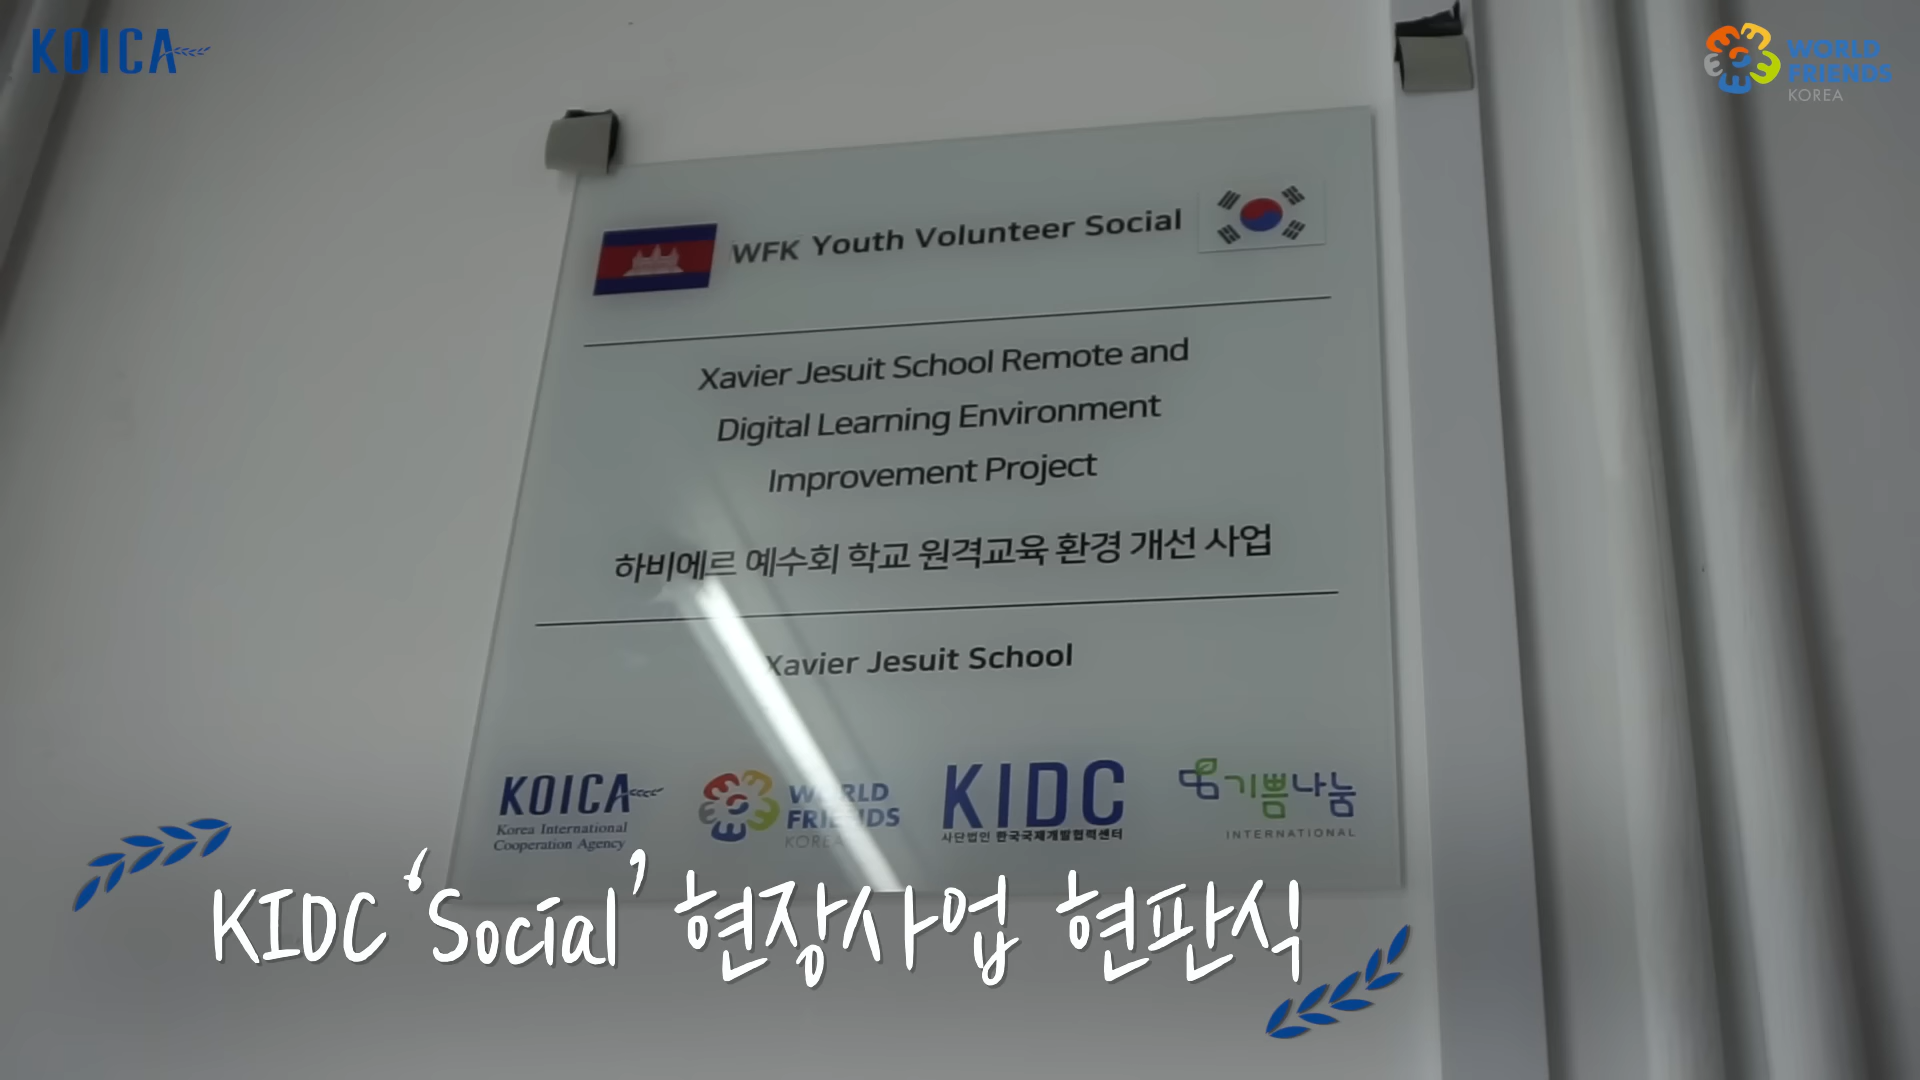 KOICA
WORLD
FRIENDS
KOREA
WFK Youth Volunteer Social
Xavier Jesuit School Remote and
Digital Learning Environment
Improvement Project
하비에르 예수회 학교 원격교육 환경 개선 사업
Xavier Jesuit School
KOICA
Korea International
Cooperation Agency
WORLD
FRIENDS
KOREA
KIDC
사단법인 한국국제개발협력센터
기쁨나눔
INTERNATIONAL
KIDC ‘Social’ 현장사업 현판식